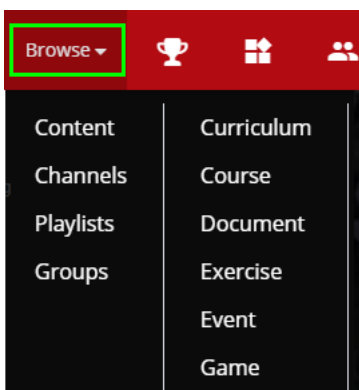 Browse
Content
Channels
Playlists
Groups
Curriculum
Course
Document
Exercise
Event
Game